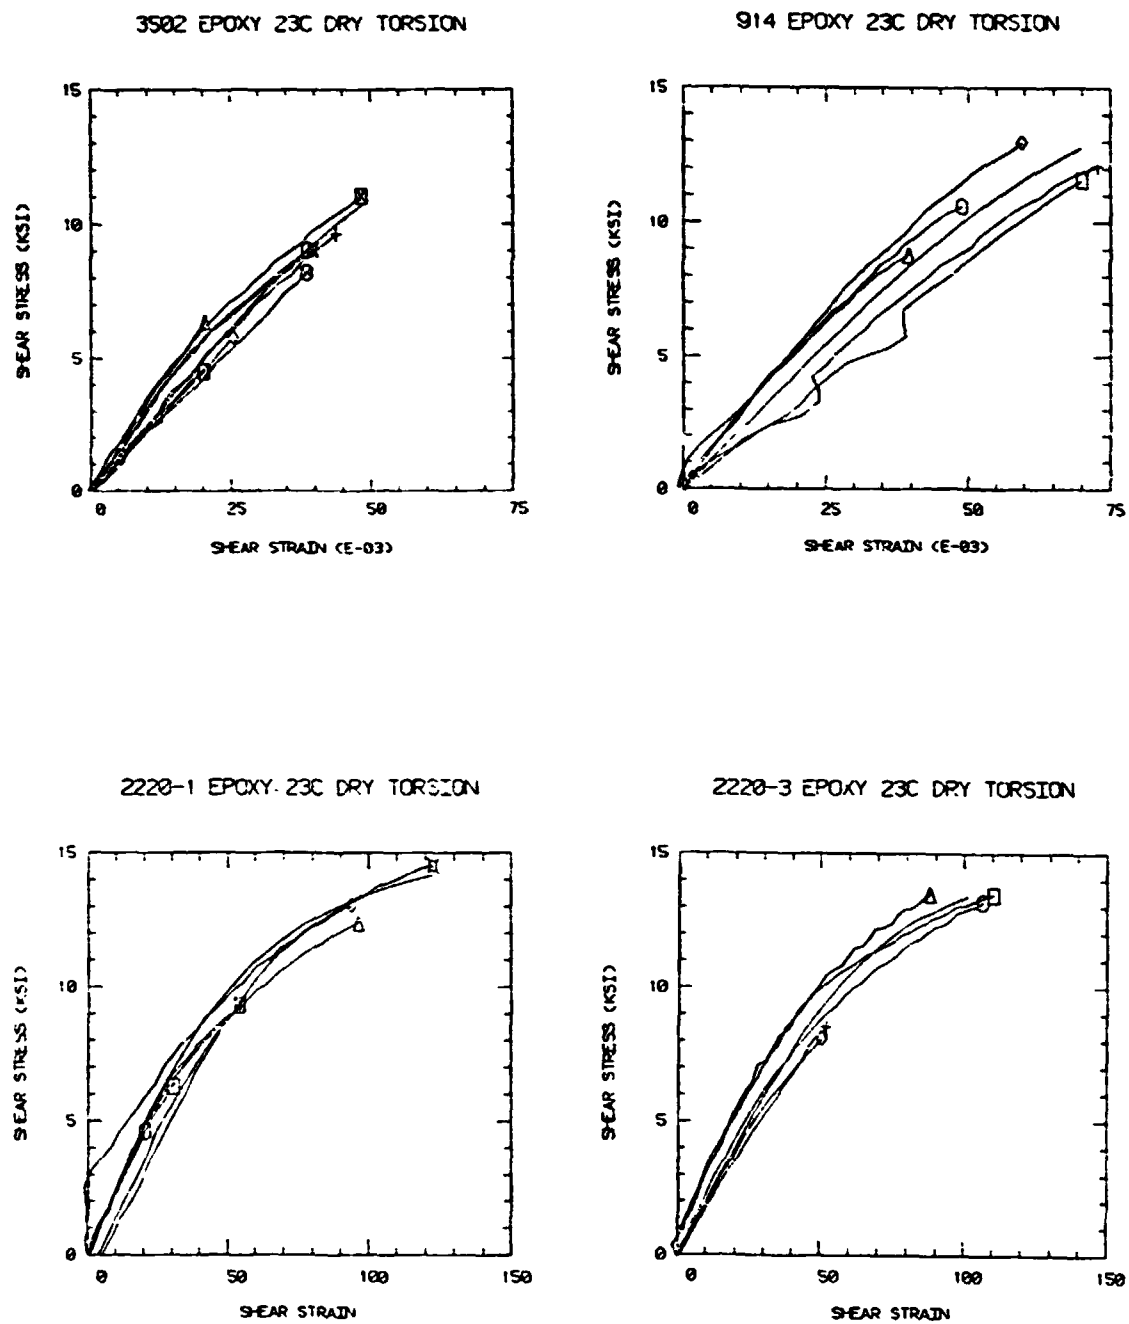 3502 EPOXY 23C DRY TORSION
15
10
5
0
SHEAR STRESS (KSI)
0 25 50 75
SHEAR STRAIN (E-03)
914 EPOXY 23C DRY TORSION
15
10
5
0
SHEAR STRESS (KSI)
0 25 50 75
SHEAR STRAIN (E-03)
2220-1 EPOXY 23C DRY TORSION
15
10
5
0
SHEAR STRESS (KSI)
0 50 100 150
SHEAR STRAIN
2220-3 EPOXY 23C DRY TORSION
15
10
5
0
SHEAR STRESS (KSI)
0 50 100 150
SHEAR STRAIN